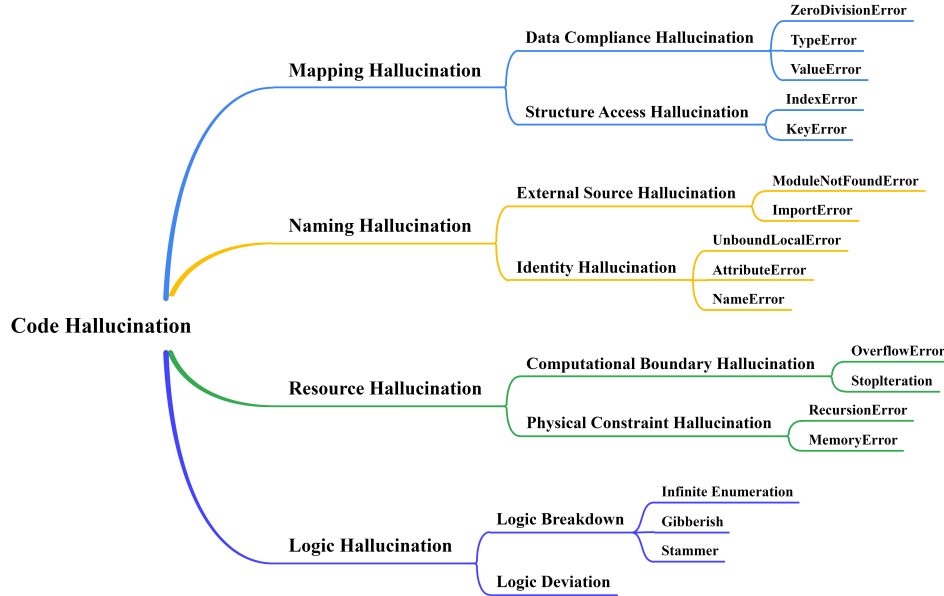 Code Hallucination
Mapping Hallucination
Data Compliance Hallucination
ZeroDivisionError
TypeError
ValueError
Structure Access Hallucination
IndexError
KeyError
Naming Hallucination
External Source Hallucination
ModuleNotFoundError
ImportError
Identity Hallucination
UnboundLocalError
AttributeError
NameError
Resource Hallucination
Computational Boundary Hallucination
OverflowError
StopIteration
Physical Constraint Hallucination
RecursionError
MemoryError
Logic Hallucination
Logic Breakdown
Infinite Enumeration
Gibberish
Stammer
Logic Deviation